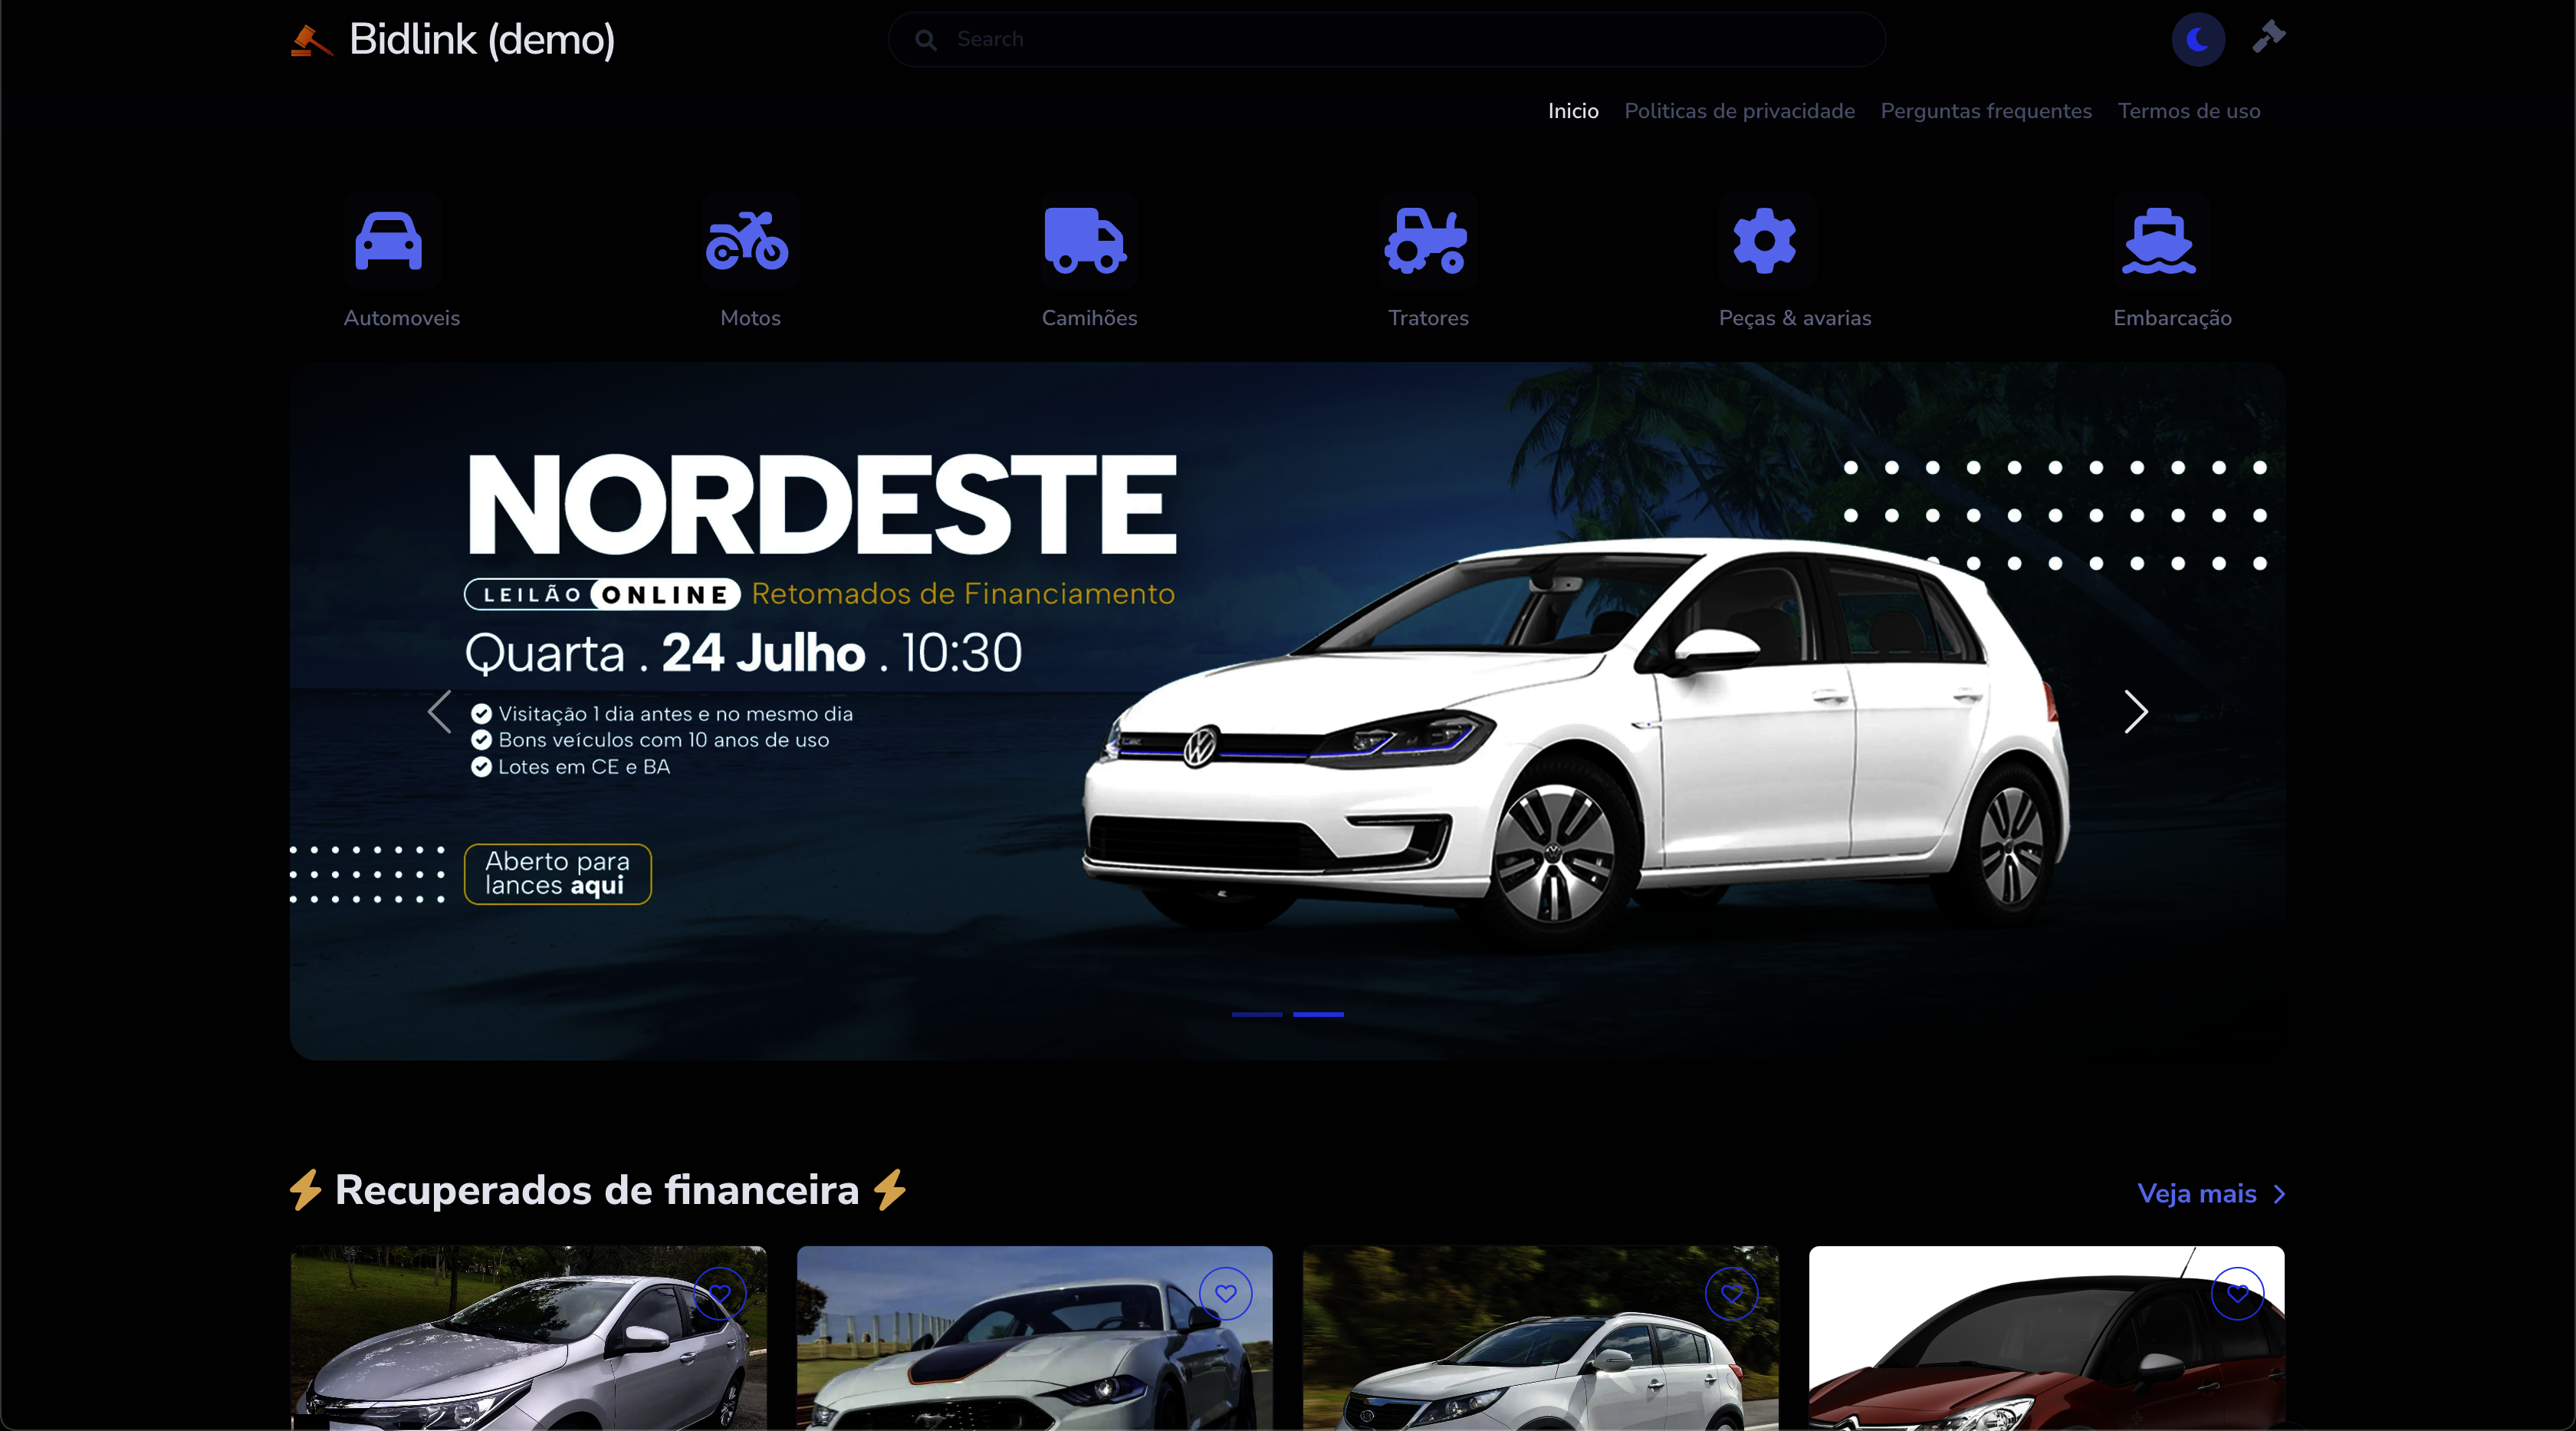 Bidlink (demo)
Search
Inicio Politicas de privacidade Perguntas frequentes Termos de uso
Automoveis Motos Camihões Tratores Peças & avarias Embarcação
NORDESTE
LEILÃO ONLINE Retomados de Financiamento
Quarta . 24 Julho . 10:30
Visitação 1 dia antes e no mesmo dia
Bons veículos com 10 anos de uso
Lotes em CE e BA
Aberto para
lances aqui
Recuperados de financeira
Veja mais